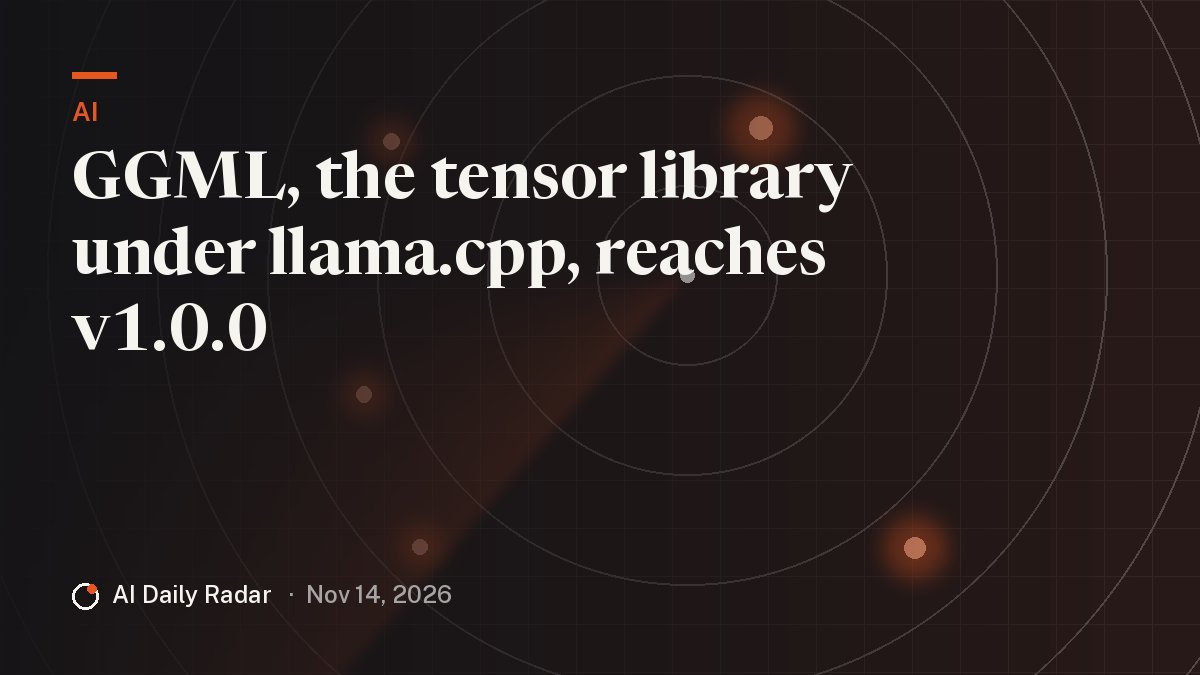 AI
GGML, the tensor library
under llama.cpp, reaches
v1.0.0
AI Daily Radar · Nov 14, 2026